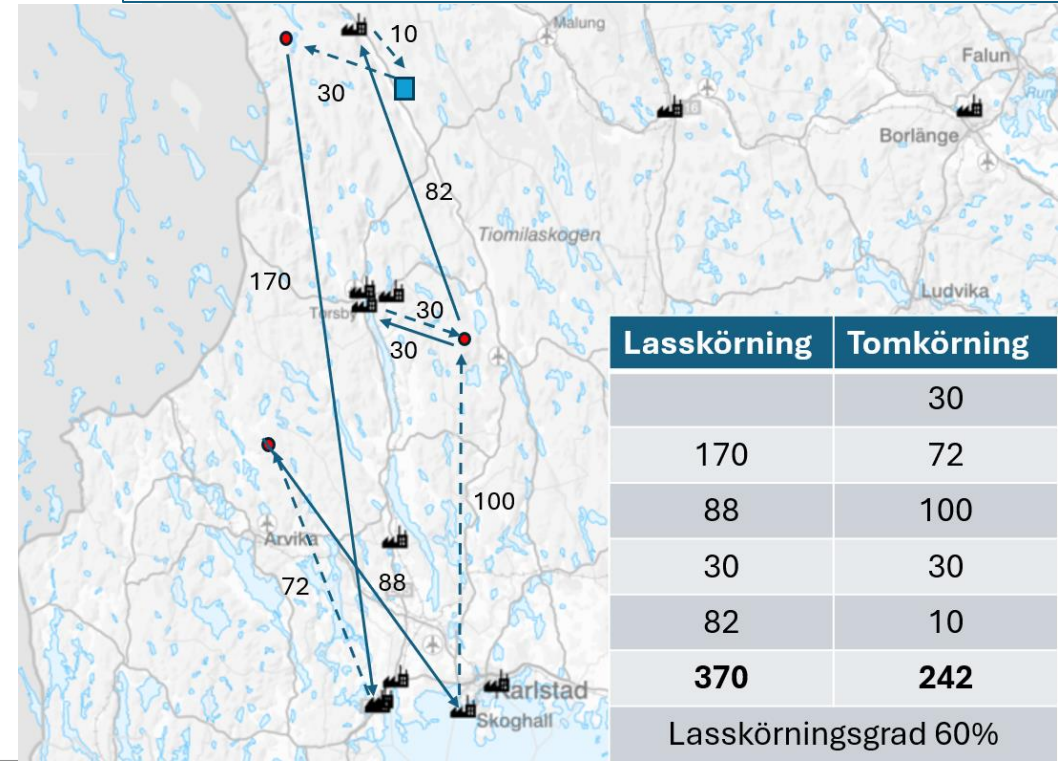 10
Malung
Falun
30
16
Borlänge
82
Tiomilaskogen
170
Torsby
30
30
Ludvika
Lasskörning Tomkörning
30
170 72
88 100
30 30
82 10
370 242
Lasskörningsgrad 60%
100
Arvika
72
88
Karlstad
Skoghall